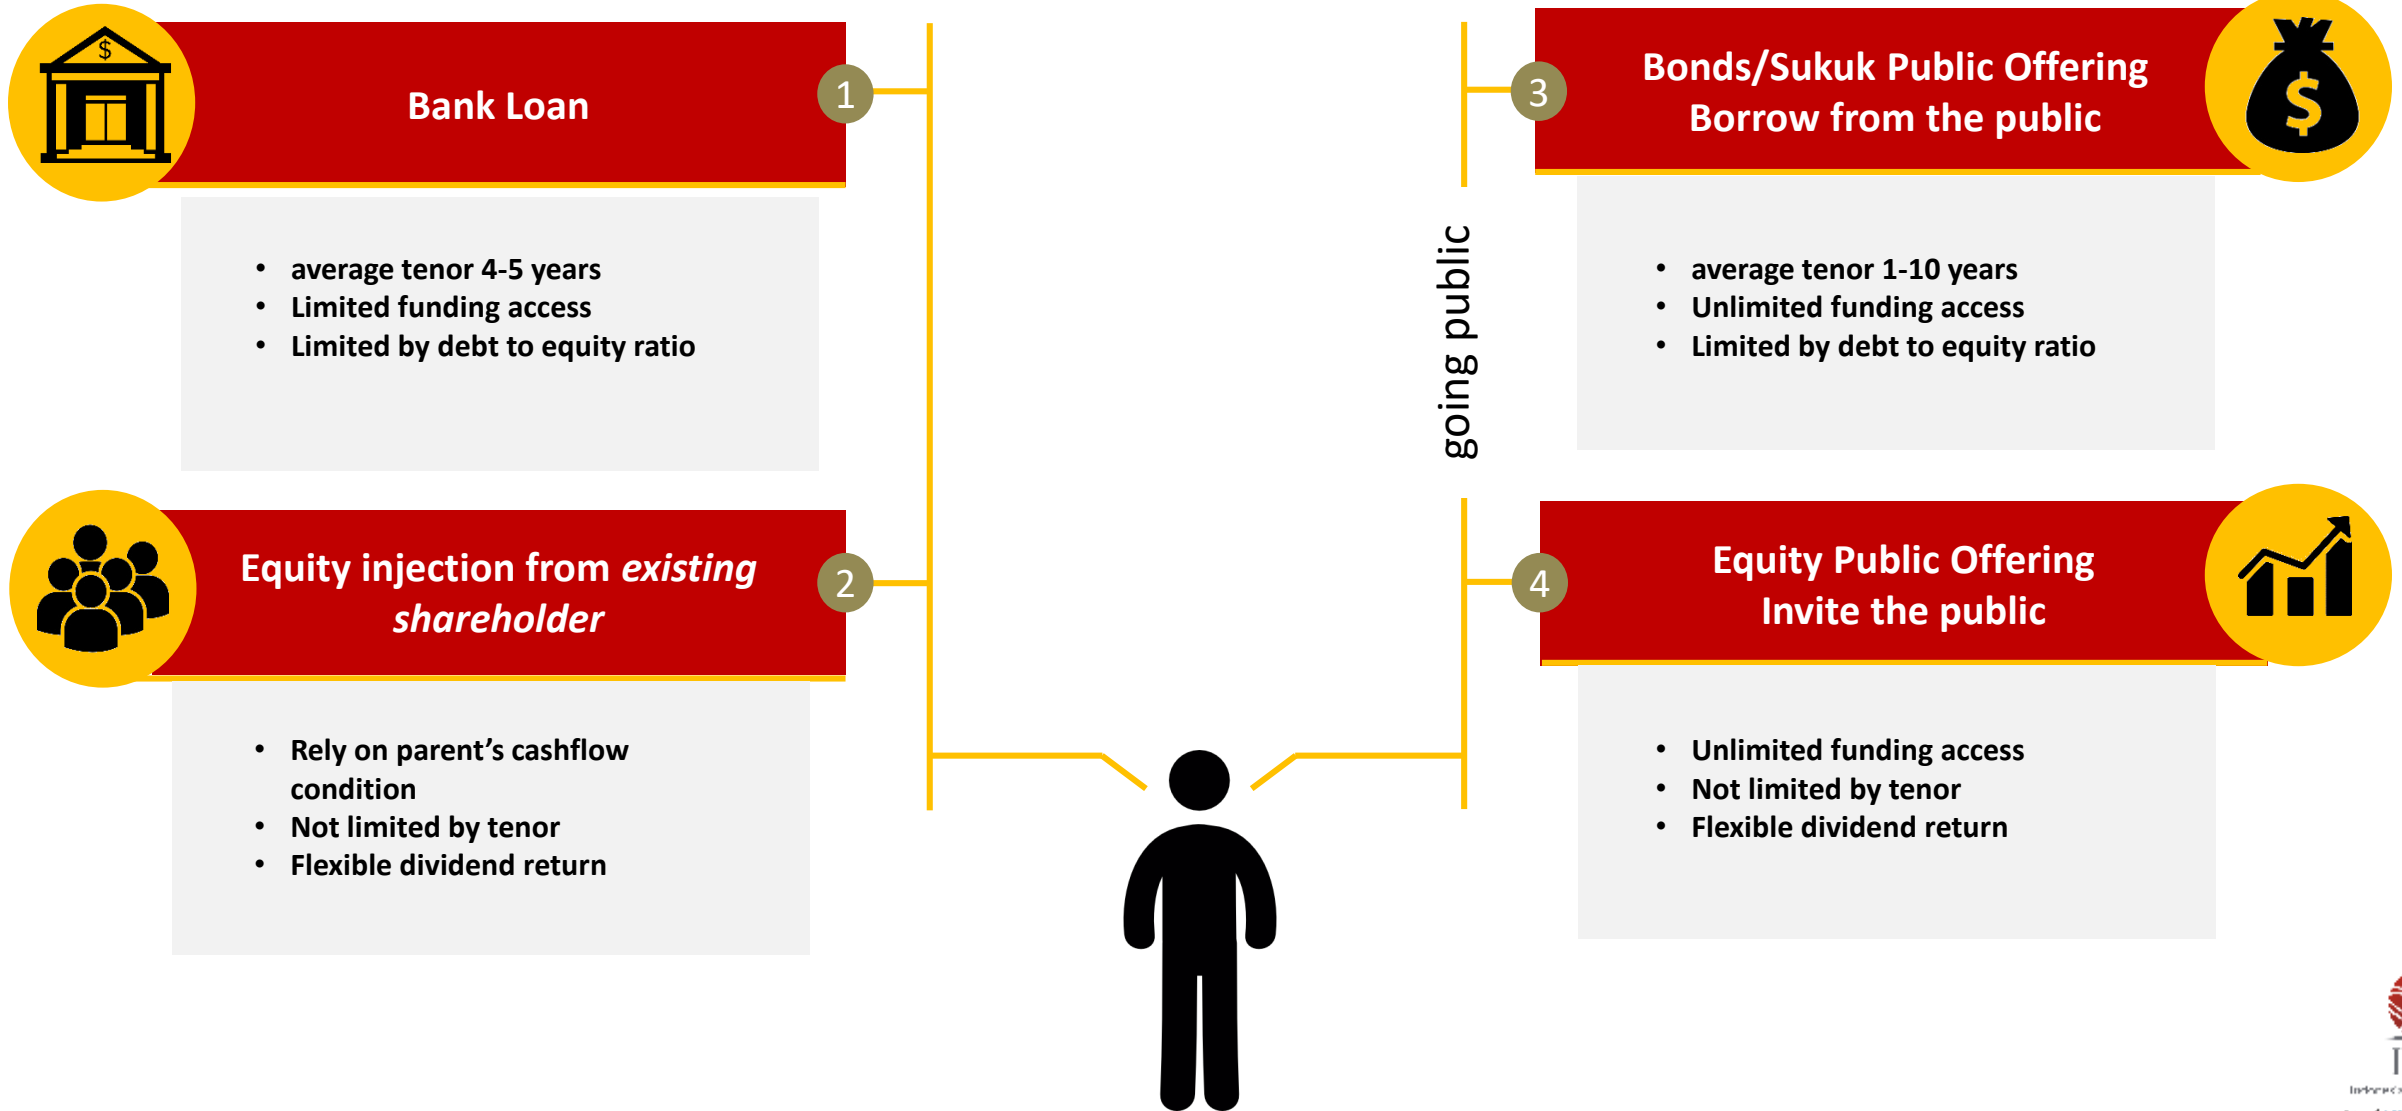 $
Bank Loan
1
• average tenor 4-5 years
• Limited funding access
• Limited by debt to equity ratio
Equity injection from existing
shareholder
2
• Rely on parent's cashflow
condition
• Not limited by tenor
• Flexible dividend return
going public
Bonds/Sukuk Public Offering
Borrow from the public
3
$
• average tenor 1-10 years
• Unlimited funding access
• Limited by debt to equity ratio
Equity Public Offering
Invite the public
4
• Unlimited funding access
• Not limited by tenor
• Flexible dividend return